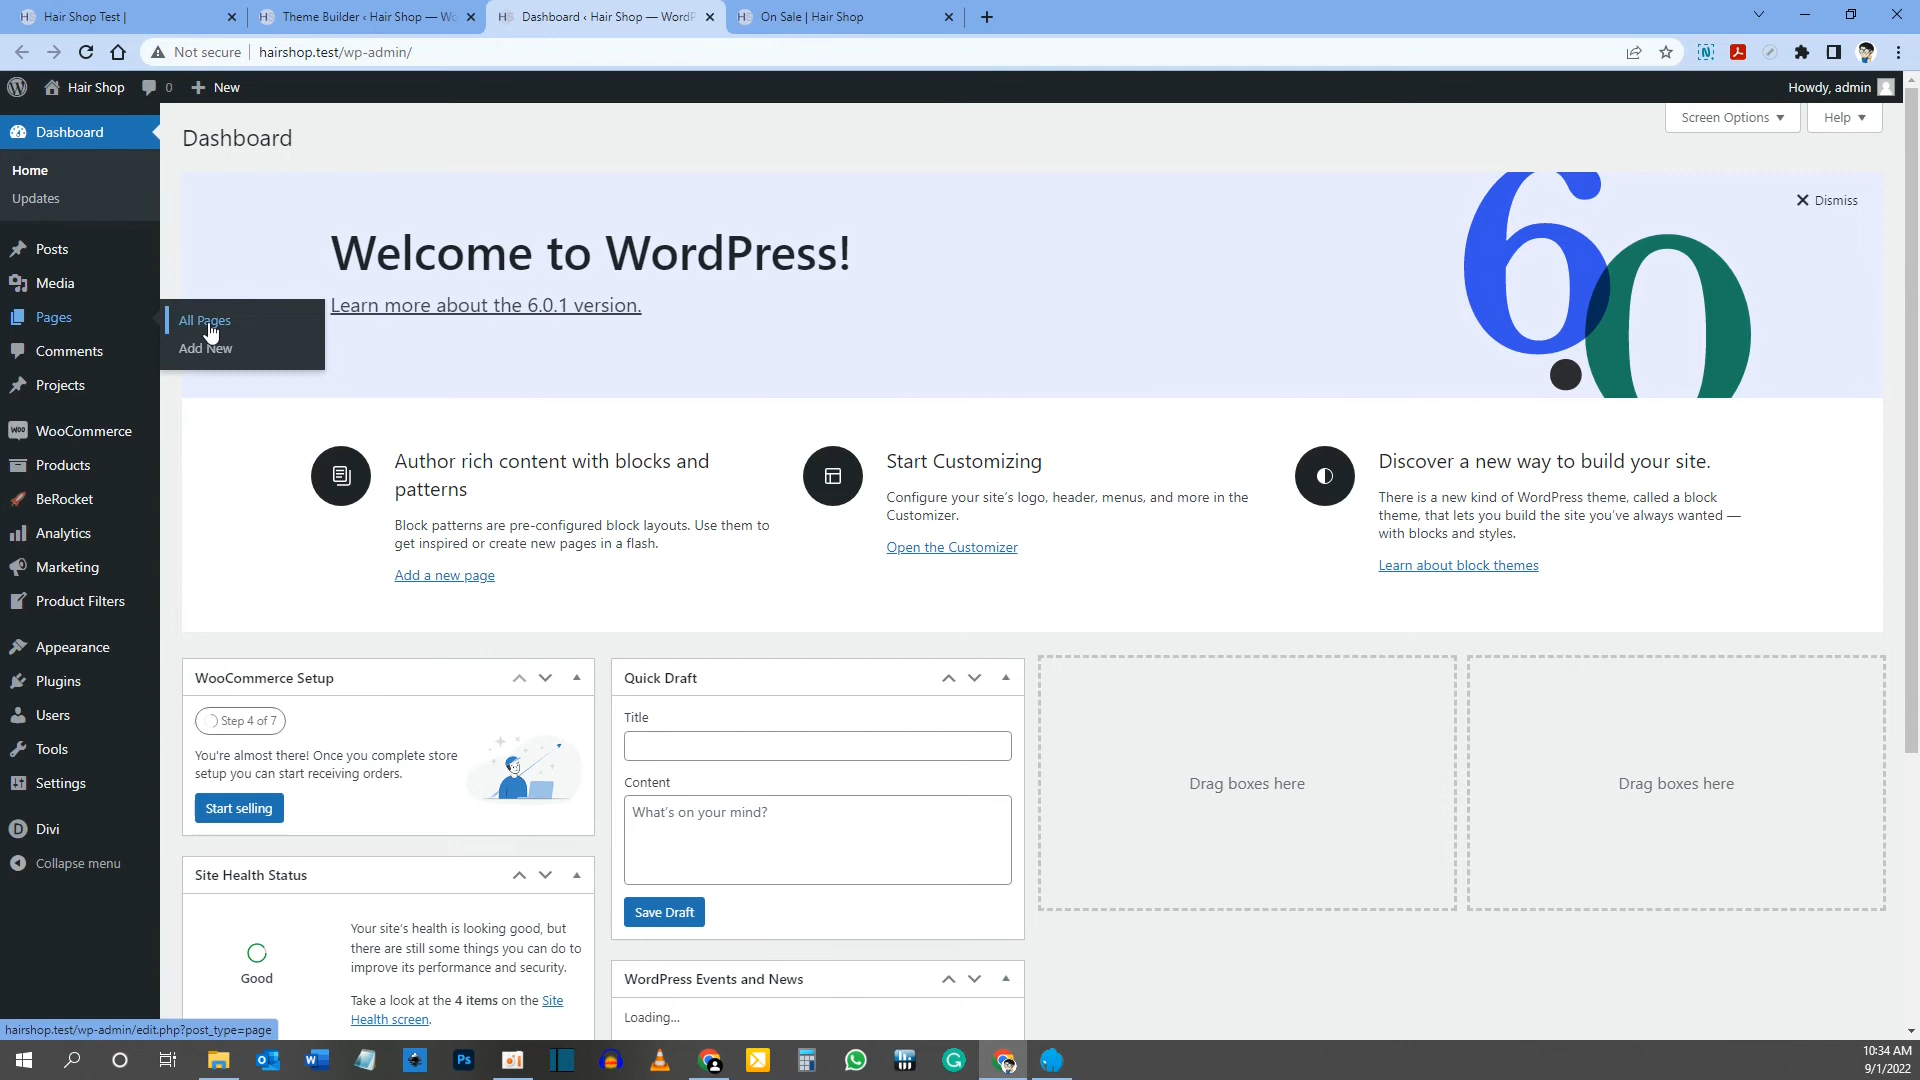 Hair Shop Test |
Theme Builder ‹ Hair Shop — Wo
Dashboard ‹ Hair Shop — WordP
On Sale | Hair Shop
Not secure
hairshop.test/wp-admin/
Hair Shop
0
New
Howdy, admin
Dashboard
Home
Updates
Posts
Media
Pages
Comments
Projects
WooCommerce
Products
BeRocket
Analytics
Marketing
Product Filters
Appearance
Plugins
Users
Tools
Settings
Divi
Collapse menu
All Pages
Add New
Dashboard
Screen Options
Help
Dismiss
Welcome to WordPress!
Learn more about the 6.0.1 version.
60
Author rich content with blocks and
patterns
Block patterns are pre-configured block layouts. Use them to
get inspired or create new pages in a flash.
Add a new page
Start Customizing
Configure your site's logo, header, menus, and more in the
Customizer.
Open the Customizer
Discover a new way to build your site.
There is a new kind of WordPress theme, called a block
theme, that lets you build the site you've always wanted —
with blocks and styles.
Learn about block themes
WooCommerce Setup
Step 4 of 7
You're almost there! Once you complete store
setup you can start receiving orders.
Start selling
Site Health Status
Good
Your site's health is looking good, but
there are still some things you can do to
improve its performance and security.
Take a look at the 4 items on the Site
Health screen.
Quick Draft
Title
Content
What's on your mind?
Save Draft
WordPress Events and News
Loading...
Drag boxes here
Drag boxes here
hairshop.test/wp-admin/edit.php?post_type=page
10:34 AM
9/1/2022